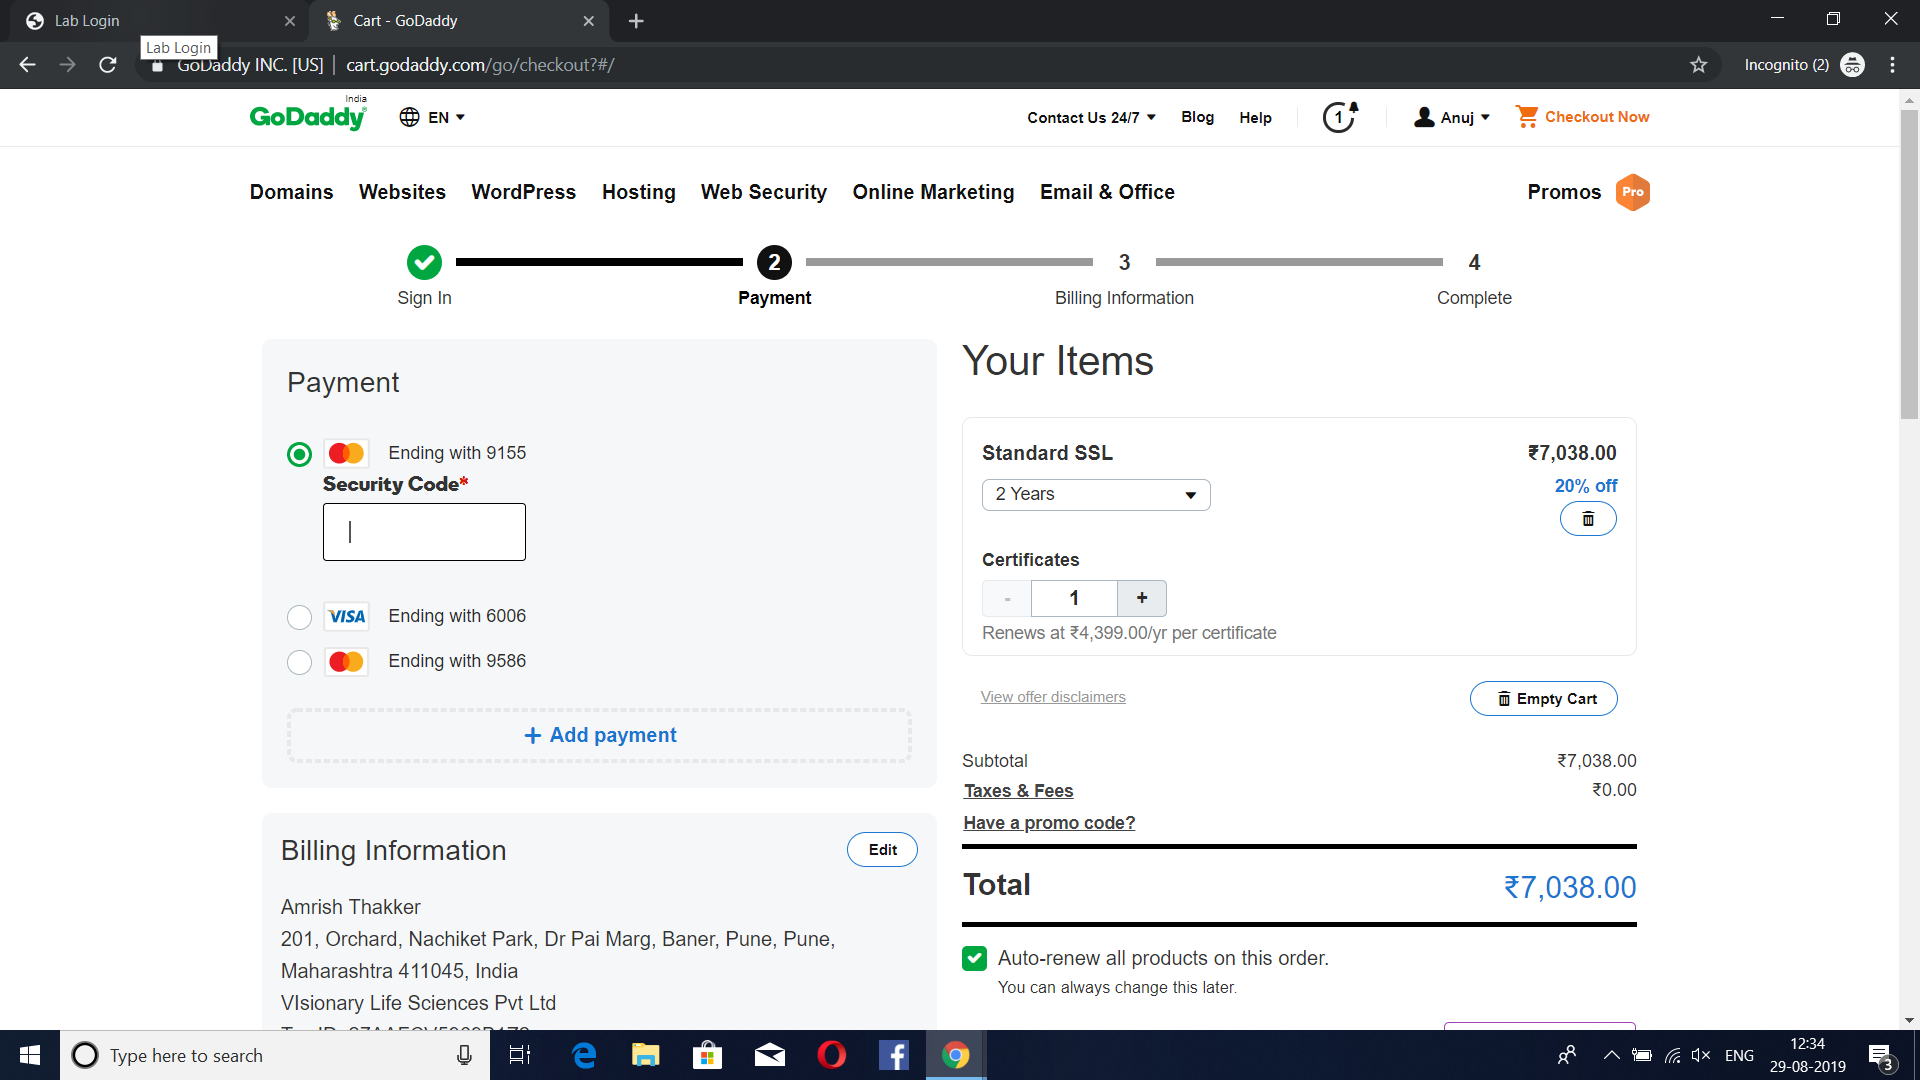 Lab Login
Cart - GoDaddy
Lab Login
GoDaddy INC. [US] | cart.godaddy.com/go/checkout?#/
Incognito (2)
India
GoDaddy
EN
Contact Us 24/7
Blog
Help
1
Anuj
Checkout Now
Domains
Websites
WordPress
Hosting
Web Security
Online Marketing
Email & Office
Promos
Pro
2
3
4
Sign In
Payment
Billing Information
Complete
Payment
Ending with 9155
Security Code*
VISA
Ending with 6006
Ending with 9586
+ Add payment
Billing Information
Edit
Amrish Thakker
201, Orchard, Nachiket Park, Dr Pai Marg, Baner, Pune, Pune,
Maharashtra 411045, India
VIsionary Life Sciences Pvt Ltd
Your Items
Standard SSL
₹7,038.00
2 Years
20% off
Certificates
- 1 +
Renews at ₹4,399.00/yr per certificate
View offer disclaimers
Empty Cart
Subtotal
₹7,038.00
Taxes & Fees
₹0.00
Have a promo code?
Total
₹7,038.00
Auto-renew all products on this order.
You can always change this later.
Type here to search
ENG
12:34
29-08-2019
3